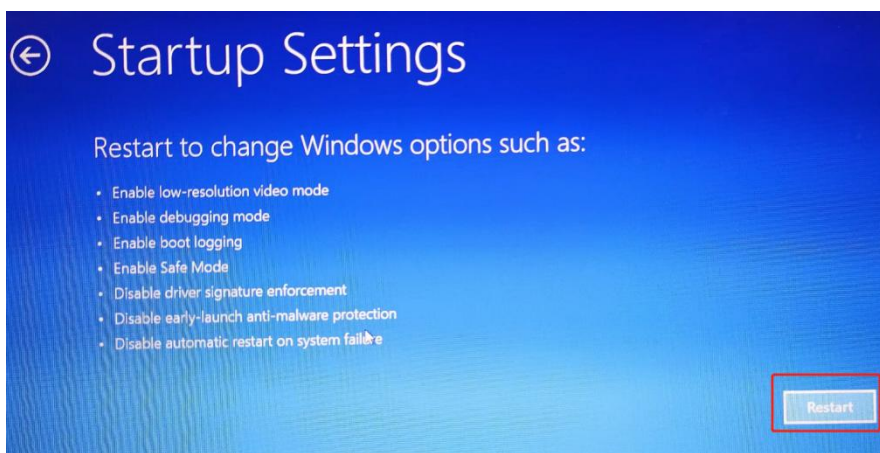 Startup Settings
Restart to change Windows options such as:
• Enable low-resolution video mode
• Enable debugging mode
• Enable boot logging
• Enable Safe Mode
• Disable driver signature enforcement
• Disable early-launch anti-malware protection
• Disable automatic restart on system failure
Restart